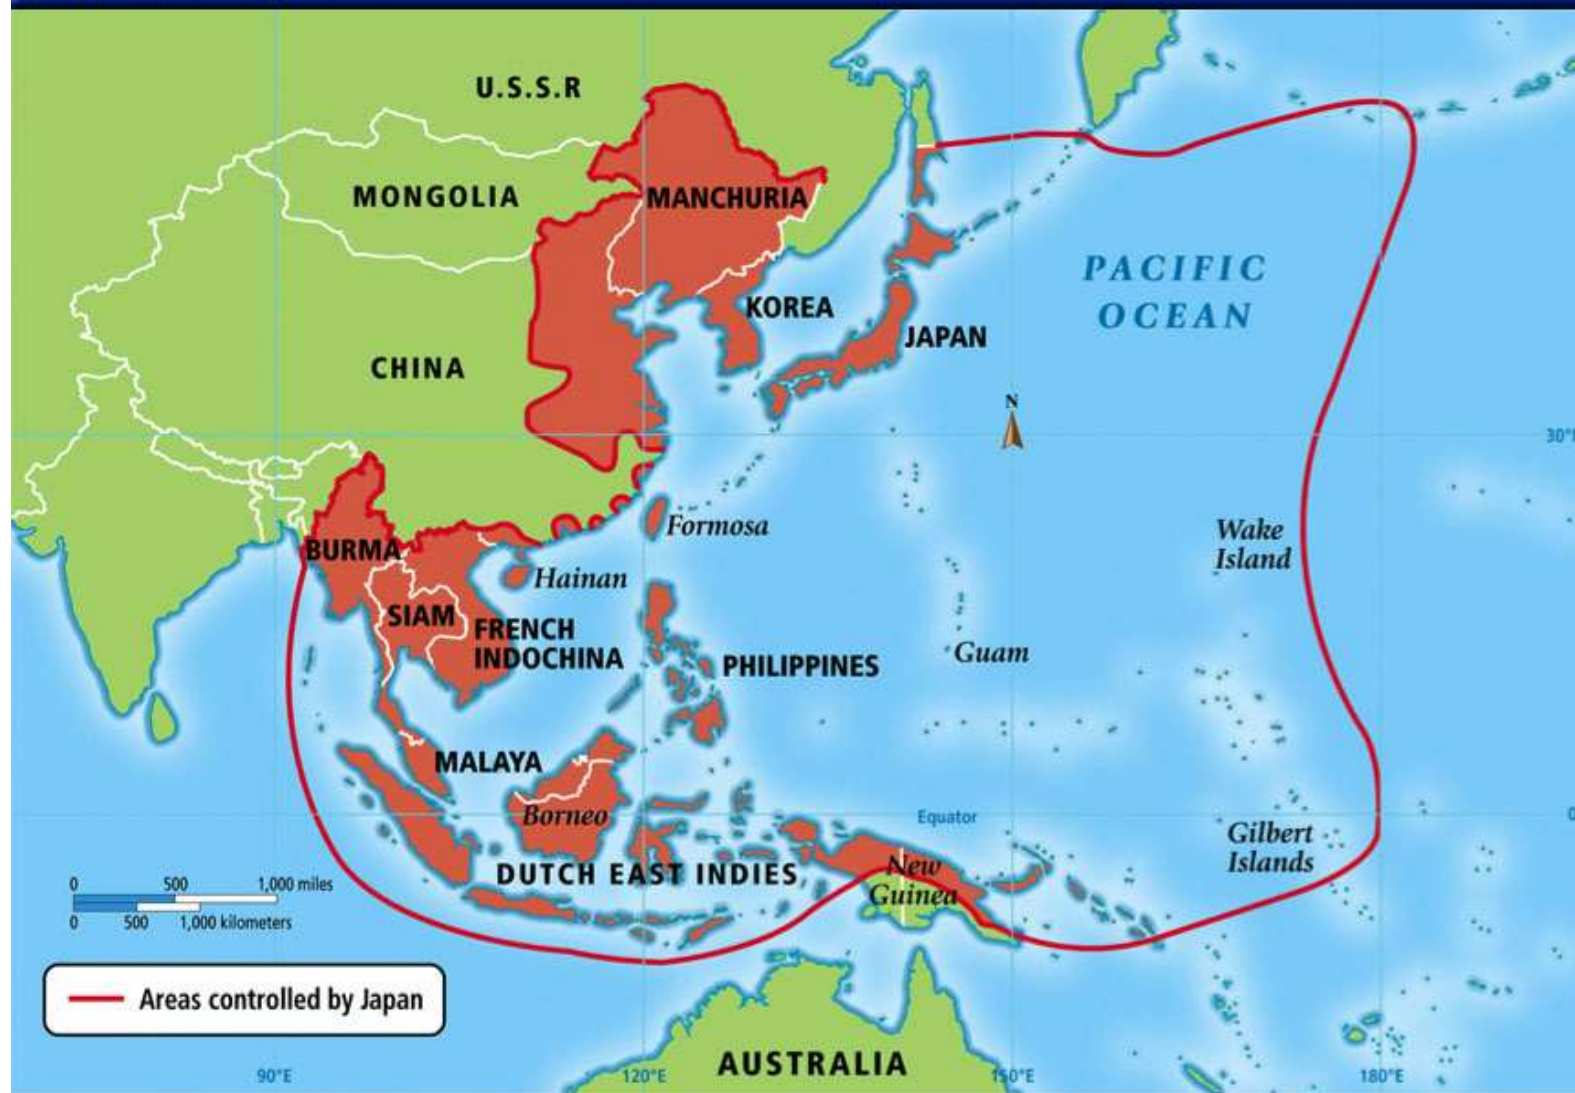 U.S.S.R
MONGOLIA
MANCHURIA
PACIFIC
OCEAN
KOREA
JAPAN
CHINA
N
30°
Formosa
Wake
Island
BURMA
Hainan
SIAM
FRENCH
INDOCHINA
Guam
PHILIPPINES
MALAYA
Borneo
Equator
0
Gilbert
Islands
DUTCH EAST INDIES
New
Guinea
0 500 1,000 miles
0 500 1,000 kilometers
Areas controlled by Japan
AUSTRALIA
90°E
120°E
150°E
180°E